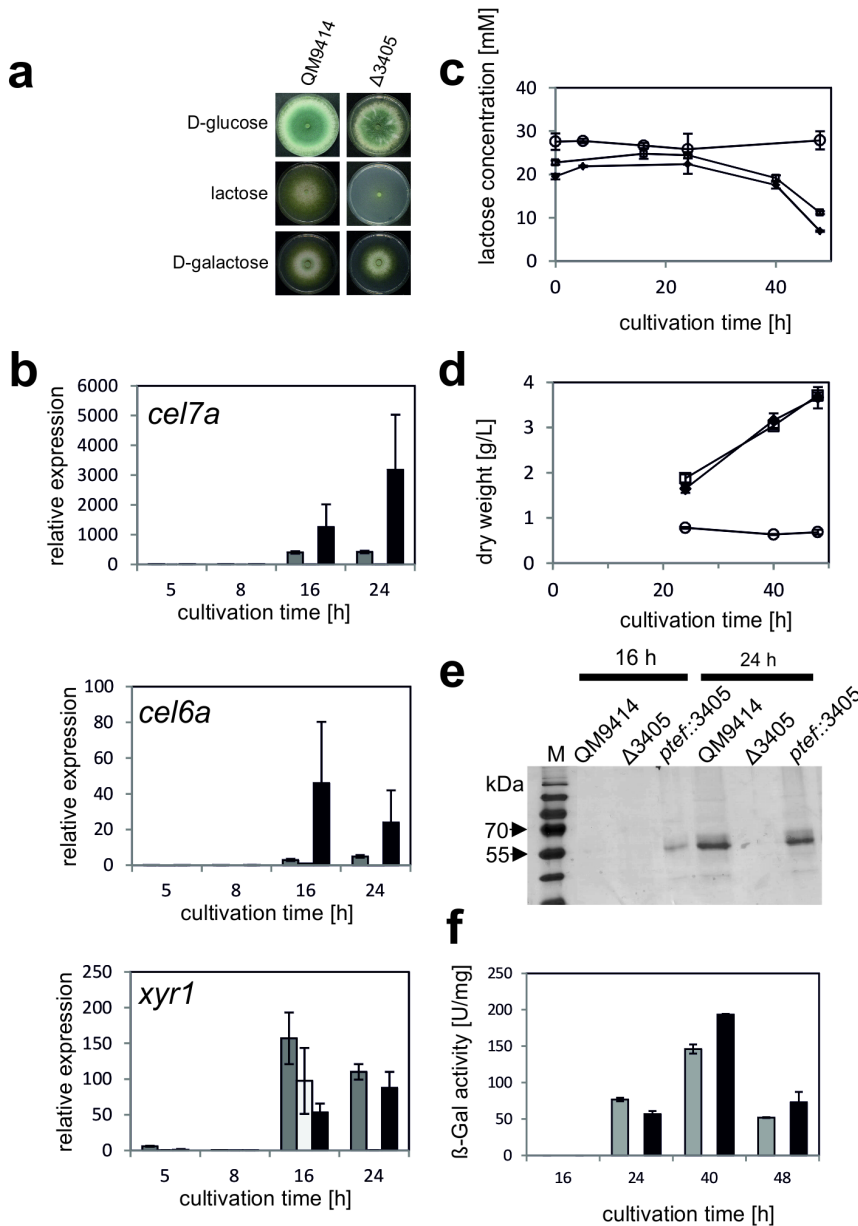 a
QM9414
Δ3405
D-glucose
lactose
D-galactose
b
relative expression
6000
5000
4000
3000
2000
1000
0
cel7a
5 8 16 24
cultivation time [h]
relative expression
100
80
60
40
20
0
cel6a
5 8 16 24
cultivation time [h]
relative expression
250
200
150
100
50
0
xyr1
5 8 16 24
cultivation time [h]
c
lactose concentration [mM]
40
30
20
10
0
0 20 40
cultivation time [h]
d
dry weight [g/L]
4
3
2
1
0
0 20 40
cultivation time [h]
e
16 h 24 h
M QM9414 Δ3405 ptef::3405 QM9414 Δ3405 ptef::3405
kDa
70
55
f
ß-Gal activity [U/mg]
250
200
150
100
50
0
16 24 40 48
cultivation time [h]